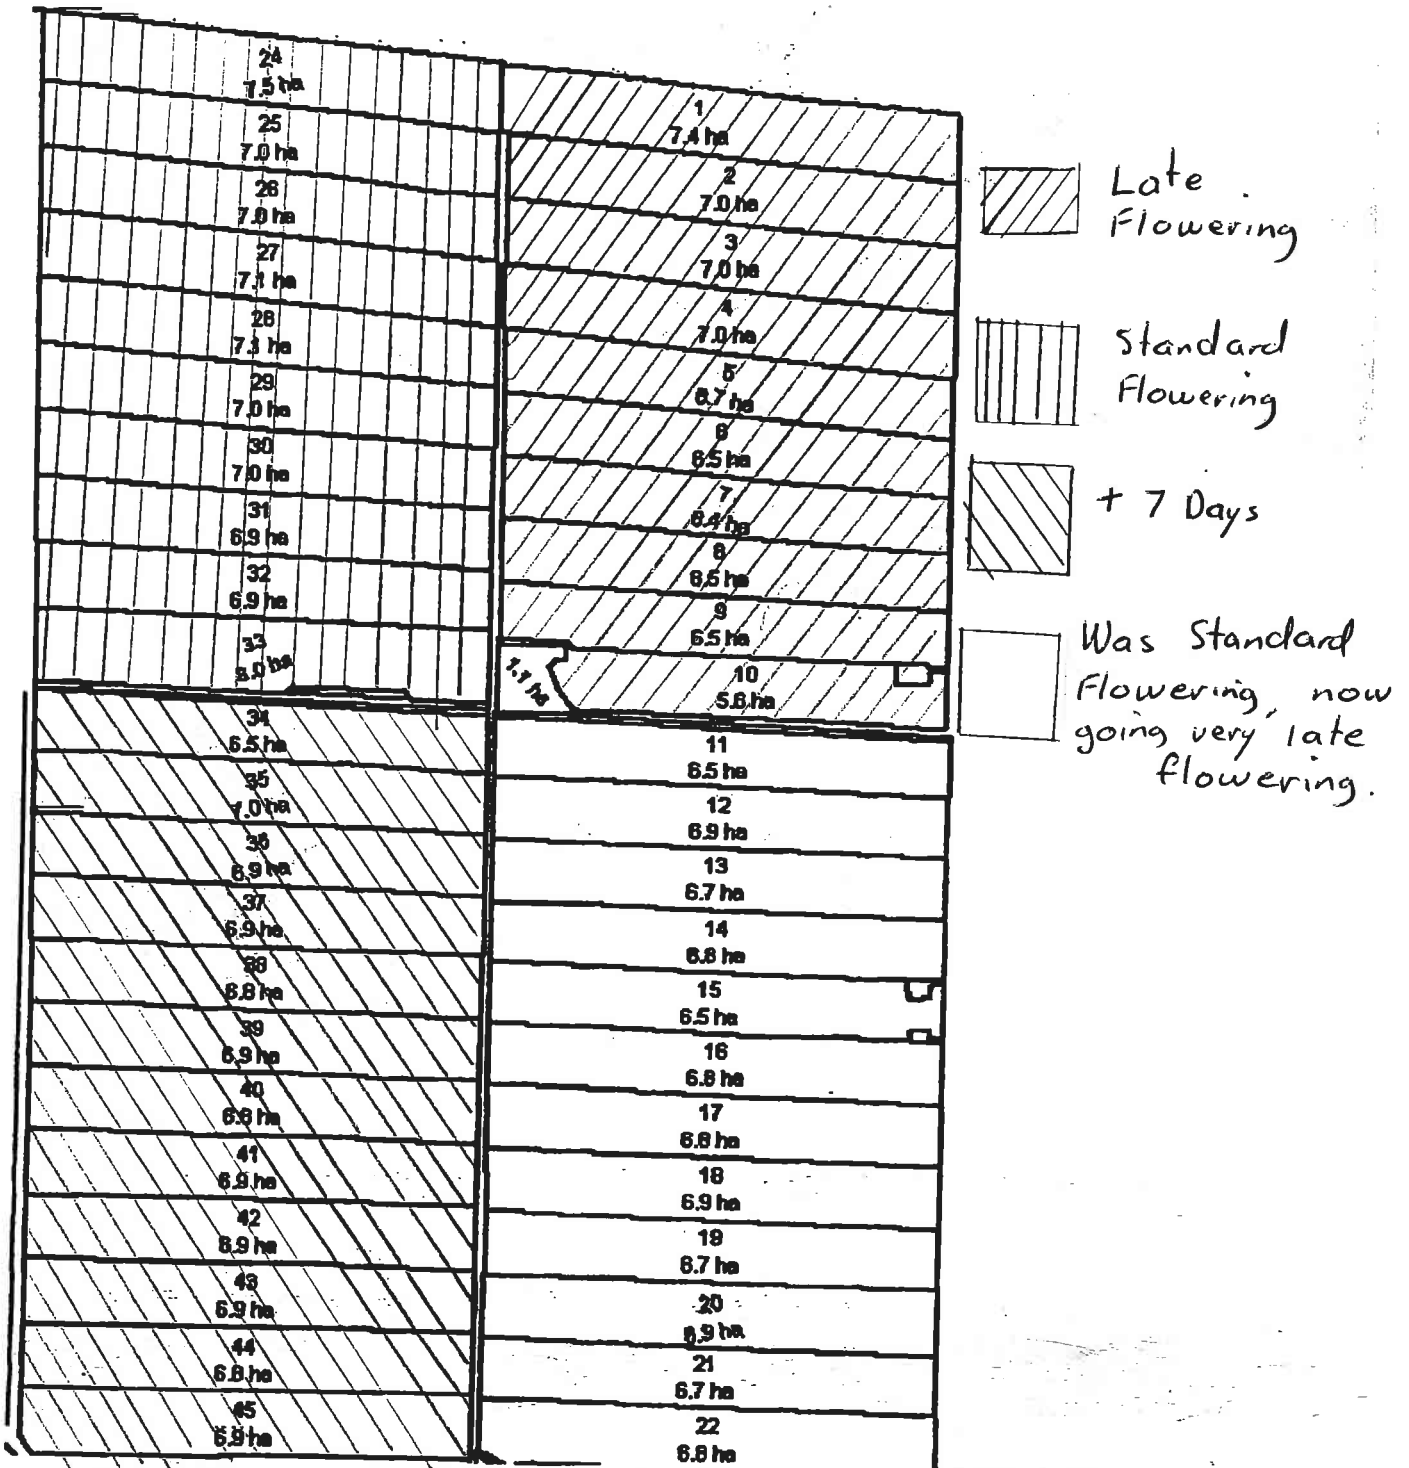 24
7.5 ha
25
7.0 ha
26
7.0 ha
27
7.1 ha
28
7.1 ha
29
7.0 ha
30
7.0 ha
31
6.9 ha
32
6.9 ha
33
ha
34
6.5 ha
35
7.0 ha
36
6.9 ha
37
6.9 ha
38
6.8 ha
39
6.9 ha
40
6.8 ha
41
6.9 ha
42
6.9 ha
43
6.9 ha
44
6.8 ha
45
6.9 ha
1
7.4 ha
2
7.0 ha
3
7.0 ha
4
7.0 ha
5
6.7 ha
6
6.5 ha
7
6.4 ha
8
6.5 ha
9
6.5 ha
10
5.6 ha
1.7 ha
11
6.5 ha
12
6.9 ha
13
6.7 ha
14
6.8 ha
15
6.5 ha
16
6.8 ha
17
6.8 ha
18
6.9 ha
19
6.7 ha
20
6.9 ha
21
6.7 ha
22
6.8 ha
Late
Flowering
Standard
Flowering
+ 7 Days
Was Standard
Flowering, now
going very late
flowering.